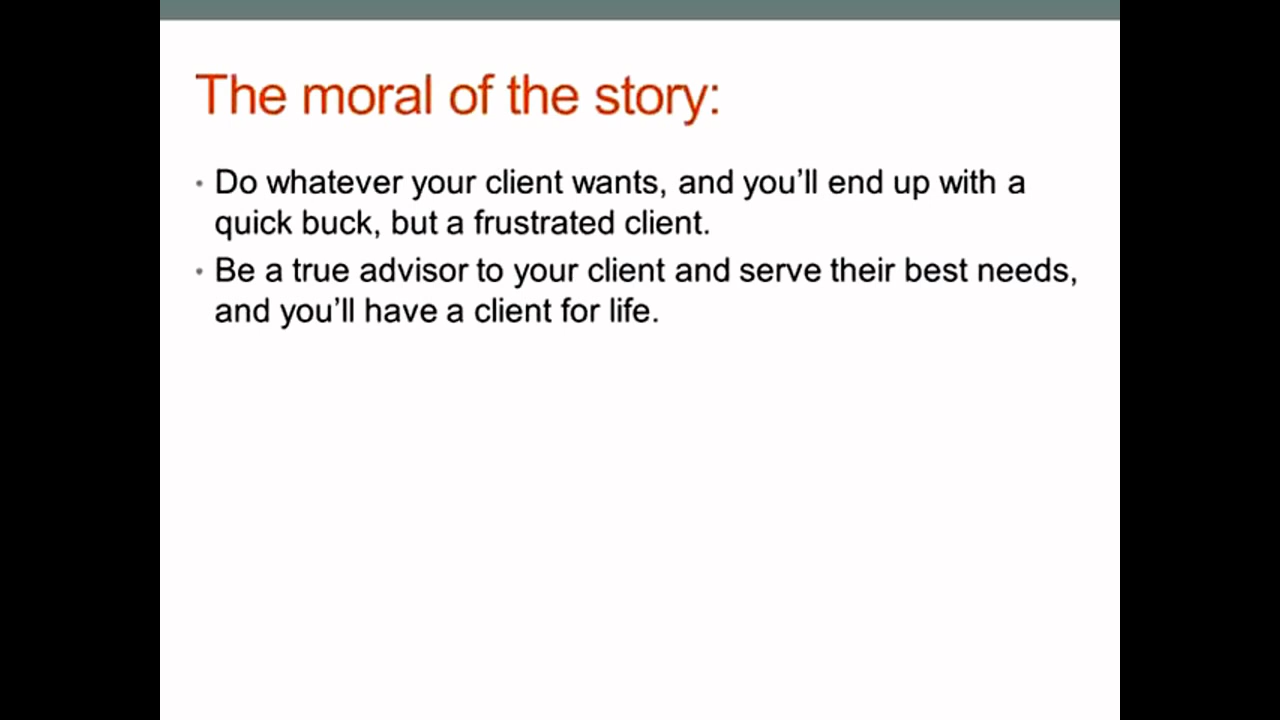 The moral of the story:
• Do whatever your client wants, and you’ll end up with a
quick buck, but a frustrated client.
• Be a true advisor to your client and serve their best needs,
and you’ll have a client for life.